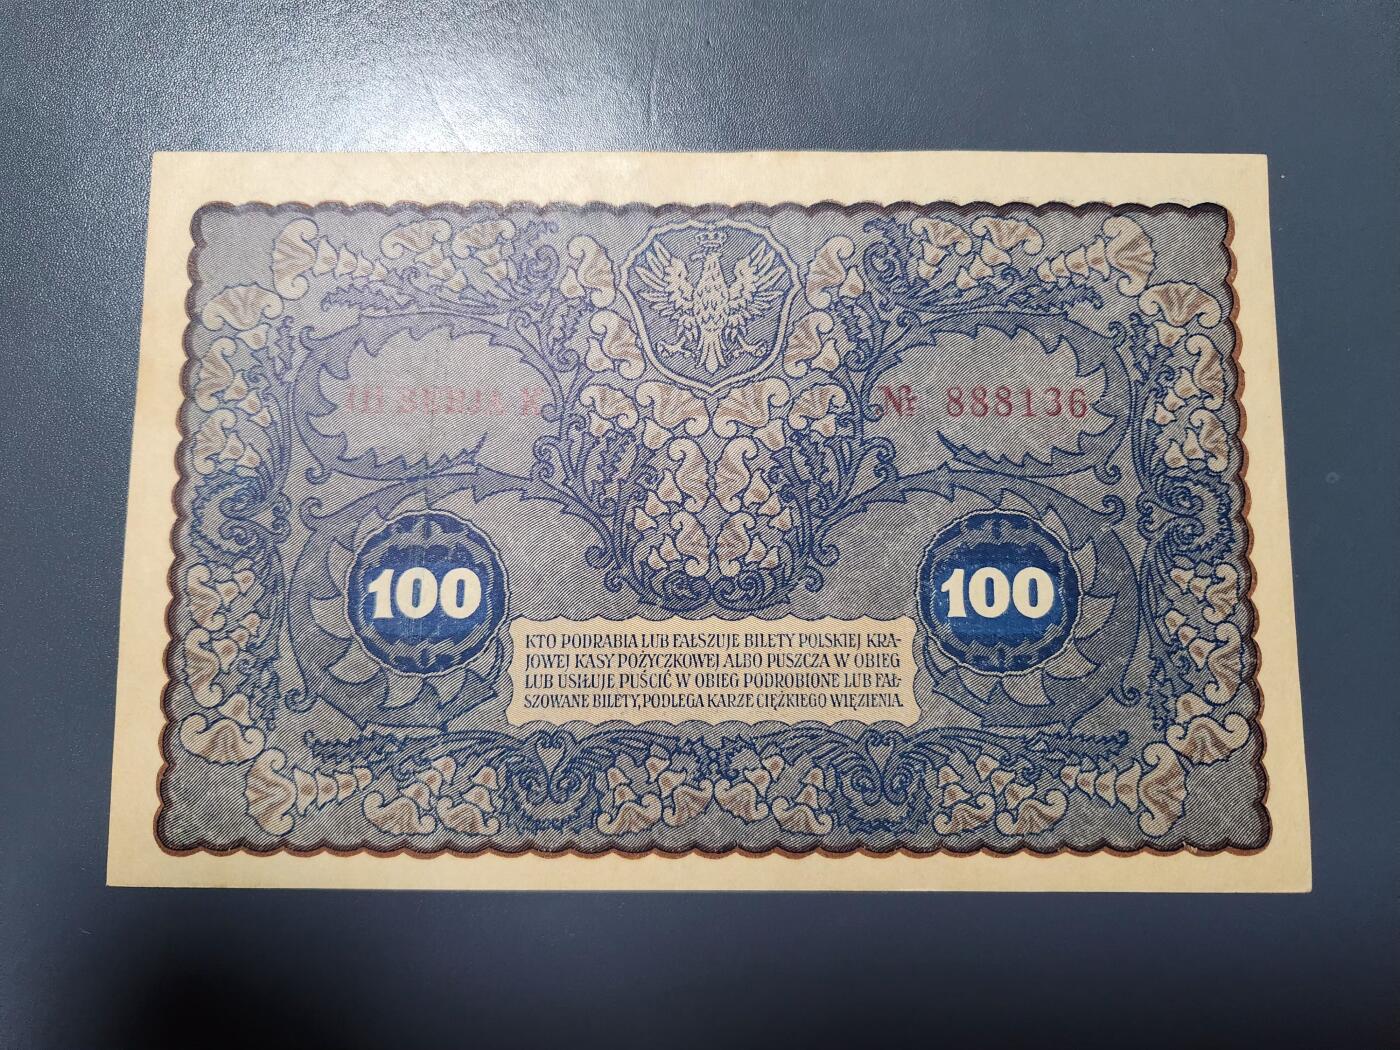 IH SERJA K
№ 888136
100
100
KTO PODRABIA LUB FAŁSZUJE BILETY POLSKIEJ KRA-
JOWEJ KASY POŻYCZKOWEJ ALBO PUSZCZA W OBIEG
LUB USIŁUJE PUŚCIĆ W OBIEG PODROBIONE LUB FAŁ-
SZOWANE BILETY, PODLEGA KARZE CIĘŻKIEGO WIĘZIENIA.